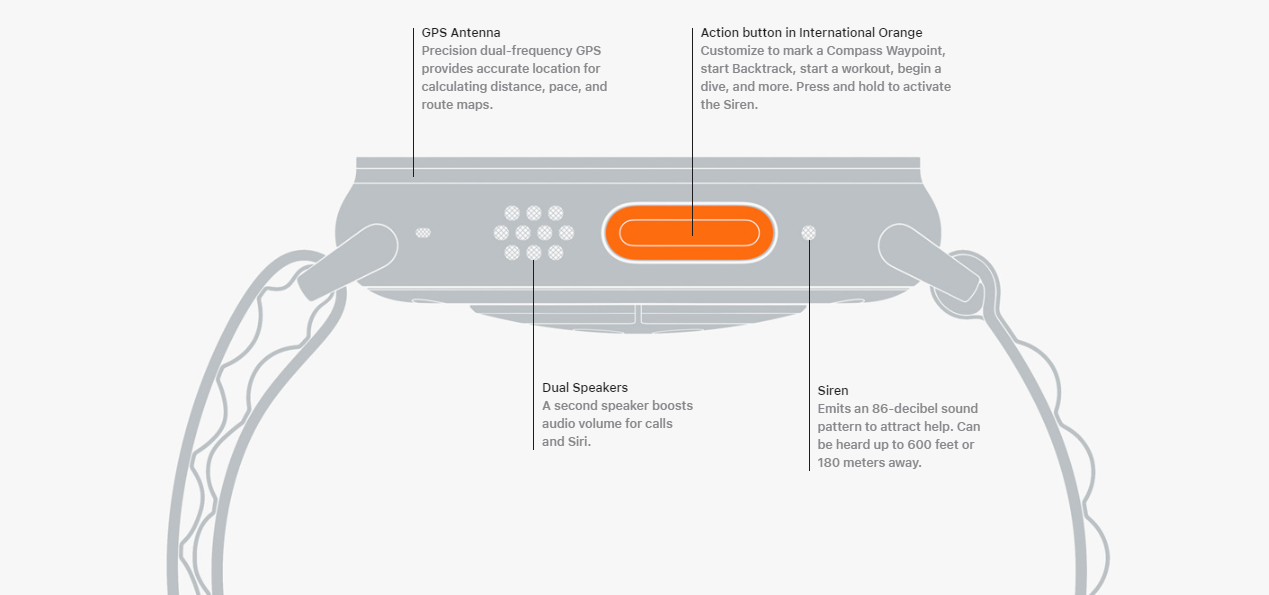 GPS Antenna
Precision dual-frequency GPS
provides accurate location for
calculating distance, pace, and
route maps.
Action button in International Orange
Customize to mark a Compass Waypoint,
start Backtrack, start a workout, begin a
dive, and more. Press and hold to activate
the Siren.
Dual Speakers
A second speaker boosts
audio volume for calls
and Siri.
Siren
Emits an 86-decibel sound
pattern to attract help. Can
be heard up to 600 feet or
180 meters away.